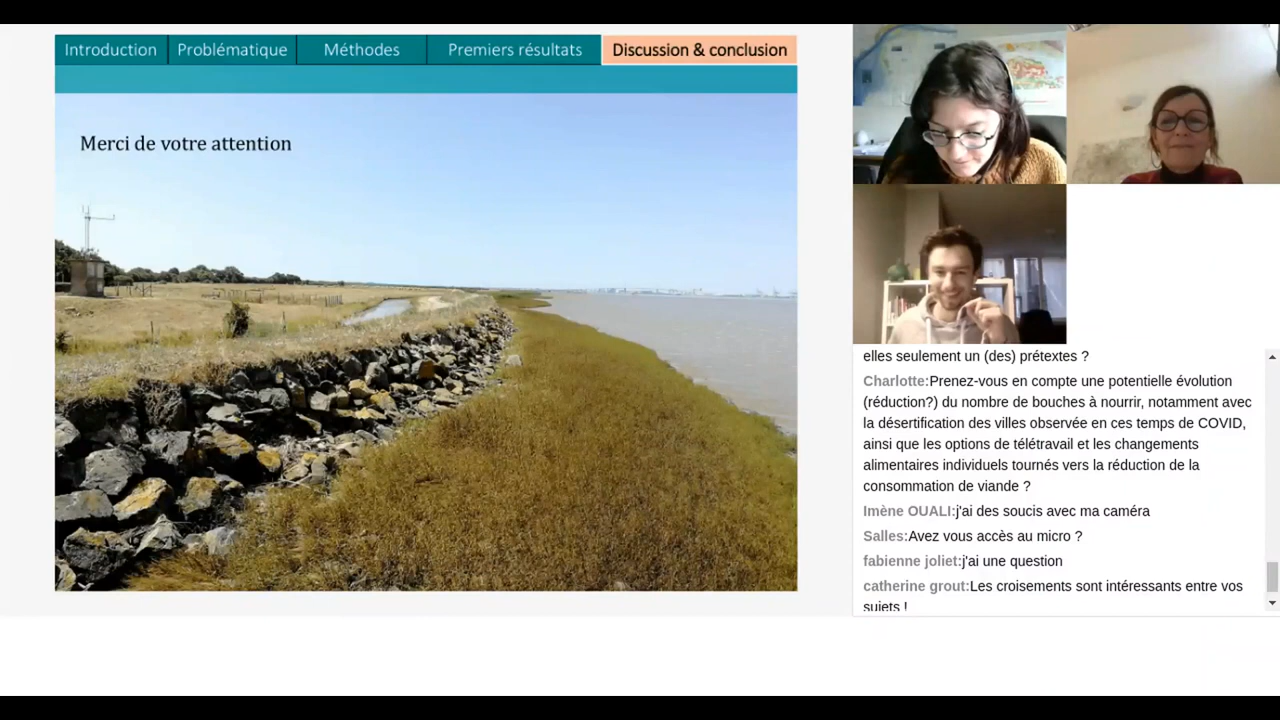 Introduction
Problématique
Méthodes
Premiers résultats
Discussion & conclusion
Merci de votre attention
elles seulement un (des) prétextes ?
Charlotte:Prenez-vous en compte une potentielle évolution
(réduction?) du nombre de bouches à nourrir, notamment avec
la désertification des villes observée en ces temps de COVID,
ainsi que les options de télétravail et les changements
alimentaires individuels tournés vers la réduction de la
consommation de viande ?
Imène OUALI:j'ai des soucis avec ma caméra
Salles:Avez vous accès au micro ?
fabienne joliet:j'ai une question
catherine grout:Les croisements sont intéressants entre vos
sujets !